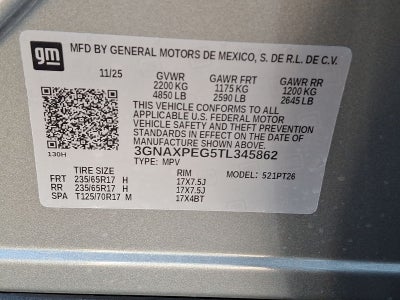 gm
MFD BY GENERAL MOTORS DE MEXICO, S. DE R.L. DE C.V.
11/25 GVWR GAWR FRT GAWR RR
2200 KG 1175 KG 1200 KG
4850 LB 2590 LB 2645 LB
THIS VEHICLE CONFORMS TO ALL
APPLICABLE U.S. FEDERAL MOTOR
VEHICLE SAFETY AND THEFT PREVENTION
STANDARDS IN EFFECT ON THE DATE OF
MANUFACTURE SHOWN ABOVE.
130H 3GNAXPEG5TL345862
TYPE: MPV MODEL: 521PT26
TIRE SIZE RIM
FRT 235/65R17 H 17X7.5J
RR 235/65R17 H 17X7.5J
SPA T125/70R17 M 17X4BT